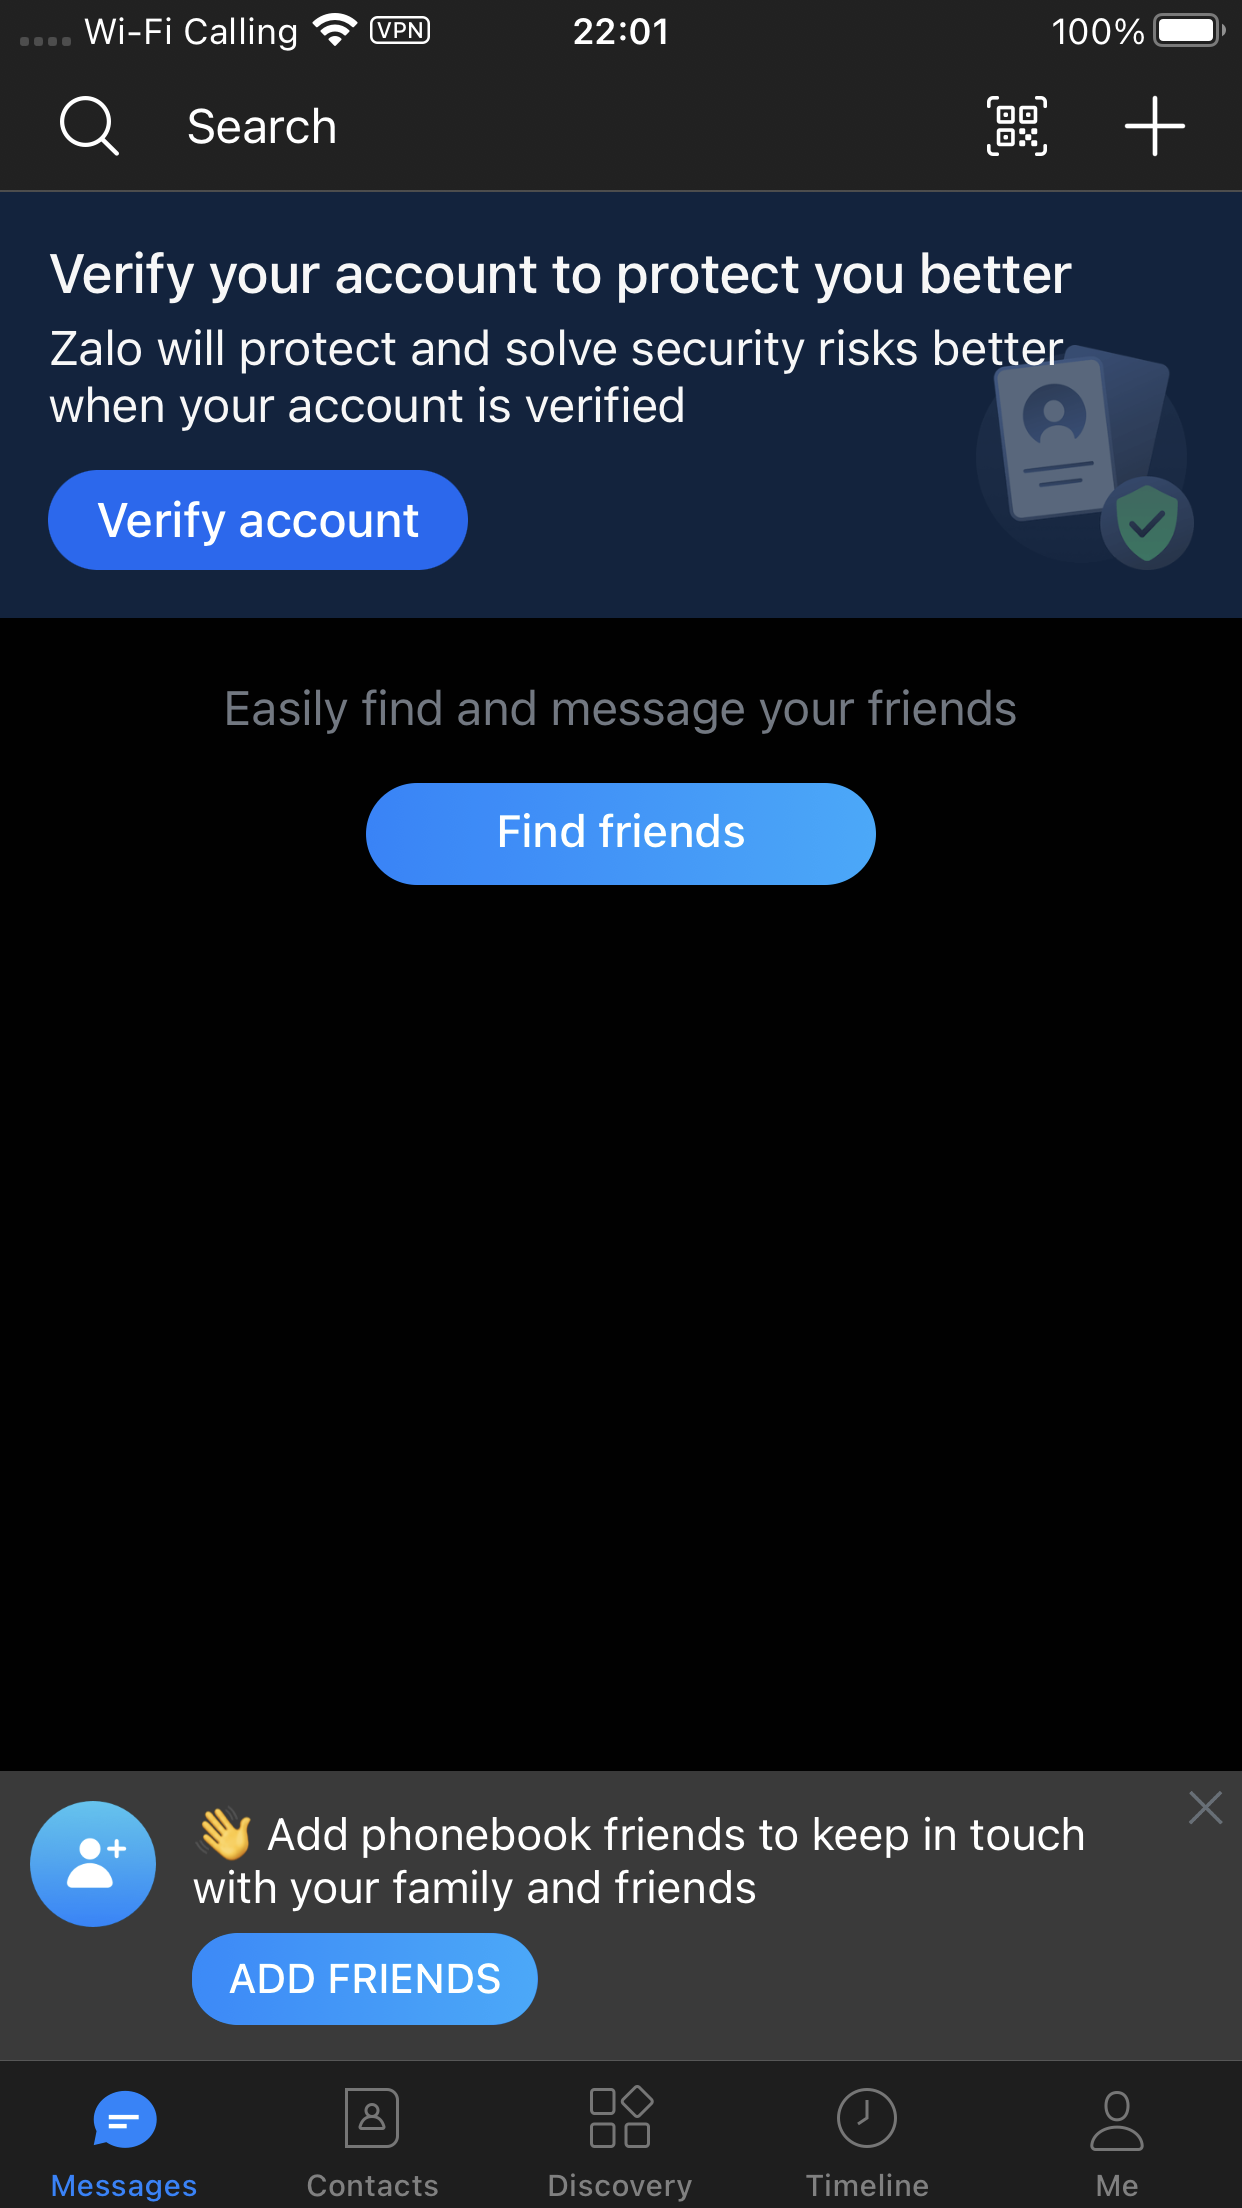 Wi-Fi Calling VPN 22:01 100%
Search
Verify your account to protect you better
Zalo will protect and solve security risks better
when your account is verified
Verify account
Easily find and message your friends
Find friends
👋 Add phonebook friends to keep in touch
with your family and friends
ADD FRIENDS
Messages Contacts Discovery Timeline Me